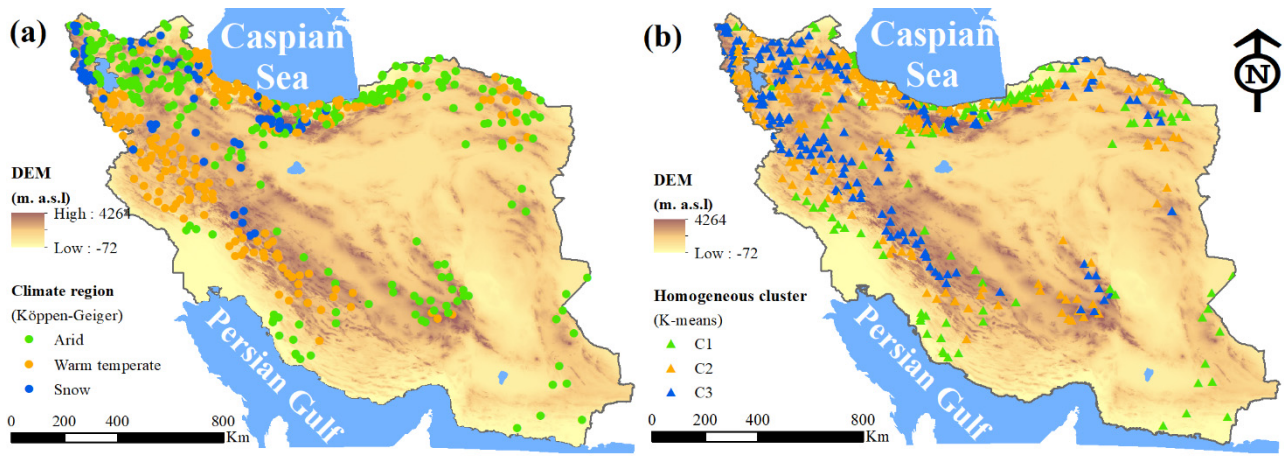 (a)
Caspian
Sea
DEM
(m. a.s.l)
High : 4264
Low : -72
Climate region
(Köppen-Geiger)
Arid
Warm temperate
Snow
Persian Gulf
0 200 400 800
Km
(b)
Caspian
Sea
N
DEM
(m. a.s.l)
4264
Low : -72
Homogeneous cluster
(K-means)
C1
C2
C3
Persian Gulf
0 200 400 800
Km